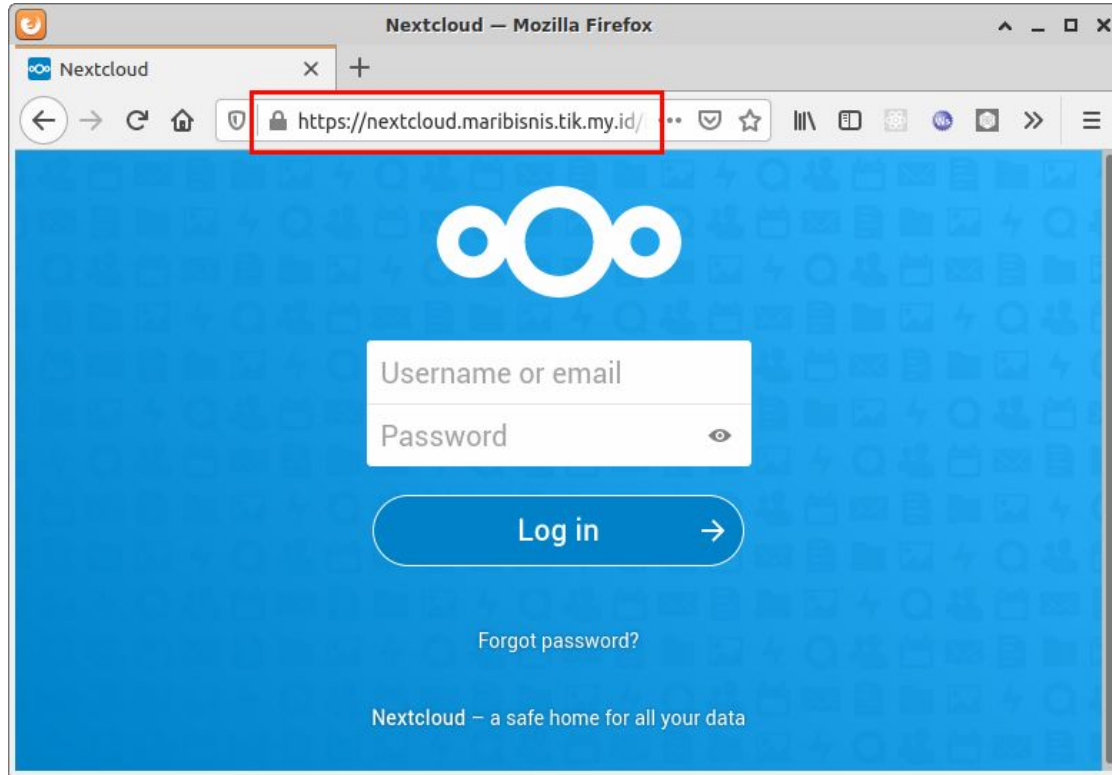 Nextcloud — Mozilla Firefox
Nextcloud
https://nextcloud.maribisnis.tik.my.id/
Username or email
Password
Log in
Forgot password?
Nextcloud – a safe home for all your data